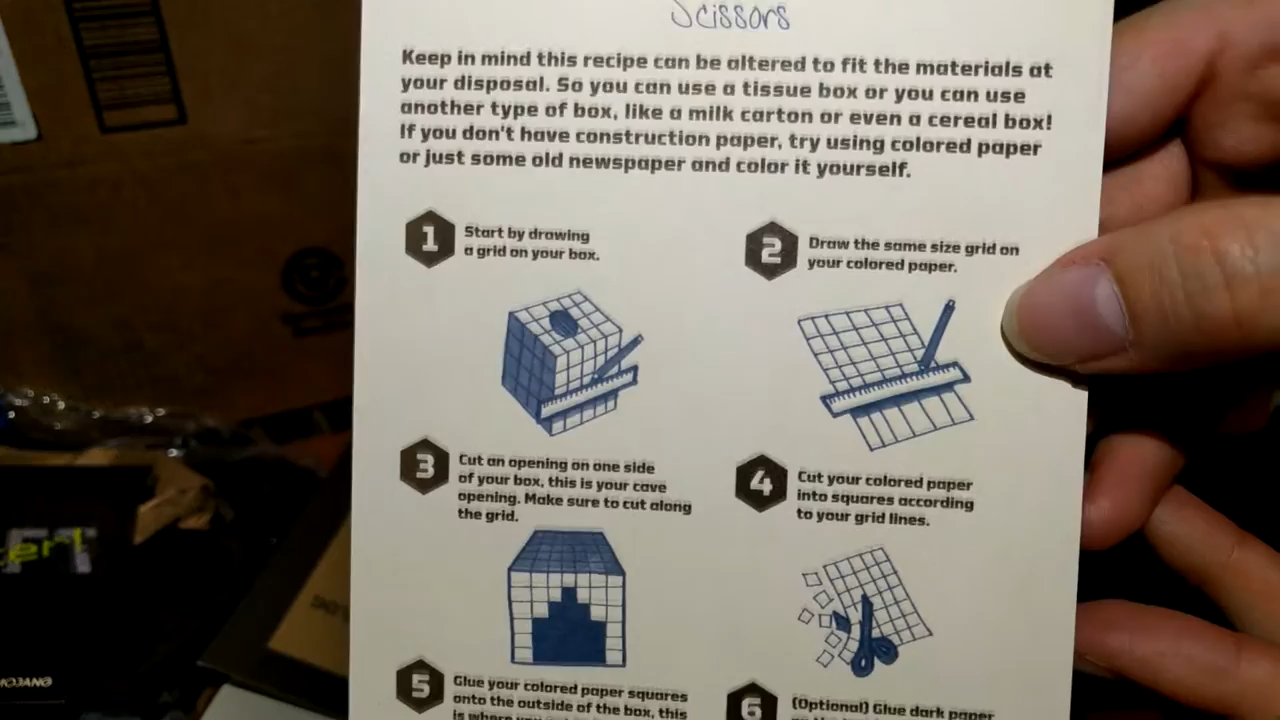 Scissors
Keep in mind this recipe can be altered to fit the materials at
your disposal. So you can use a tissue box or you can use
another type of box, like a milk carton or even a cereal box!
If you don't have construction paper, try using colored paper
or just some old newspaper and color it yourself.
1
Start by drawing
a grid on your box.
2
Draw the same size grid on
your colored paper.
3
Cut an opening on one side
of your box, this is your cave
opening. Make sure to cut along
the grid.
4
Cut your colored paper
into squares according
to your grid lines.
5
Glue your colored paper squares
onto the outside of the box, this
is where
6
(Optional) Glue dark paper
MOJANG